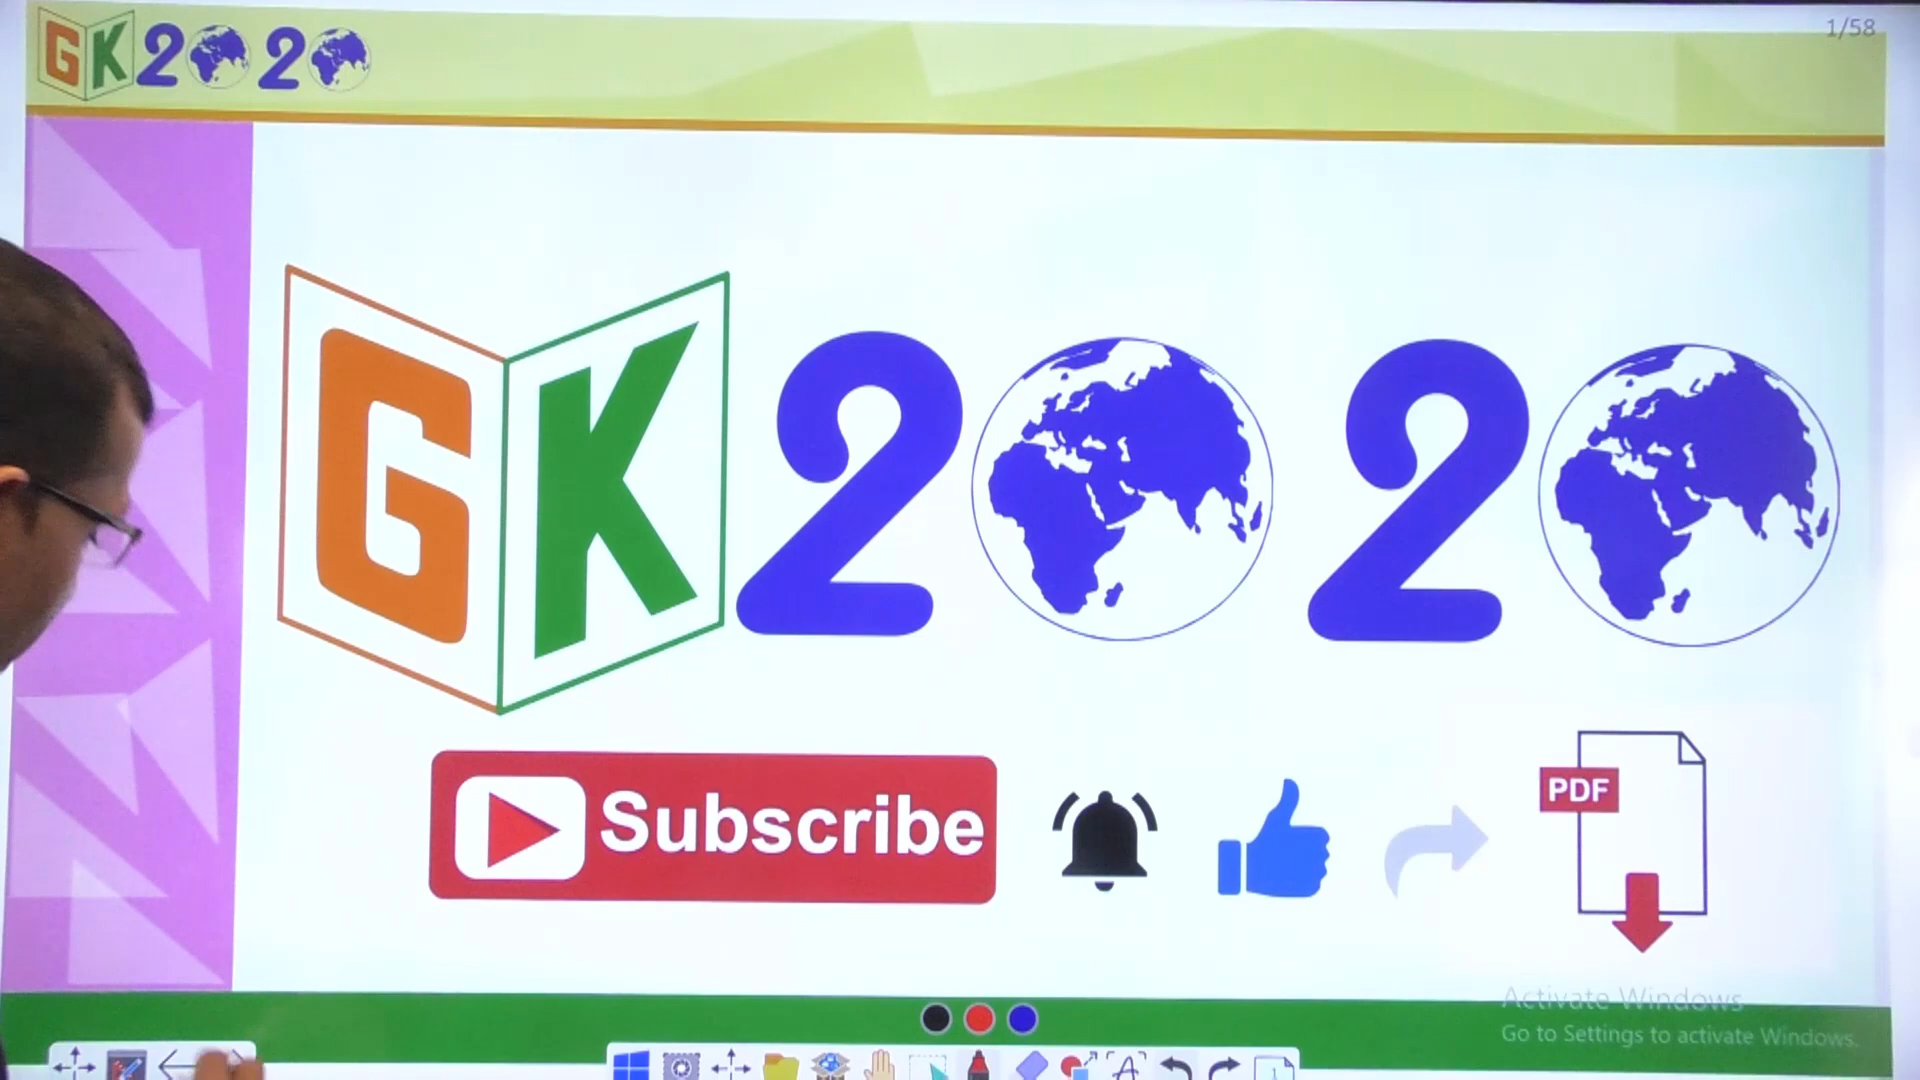 GK2020
1/58
GK2020
Subscribe
PDF
Activate Windows
Go to Settings to activate Windows.